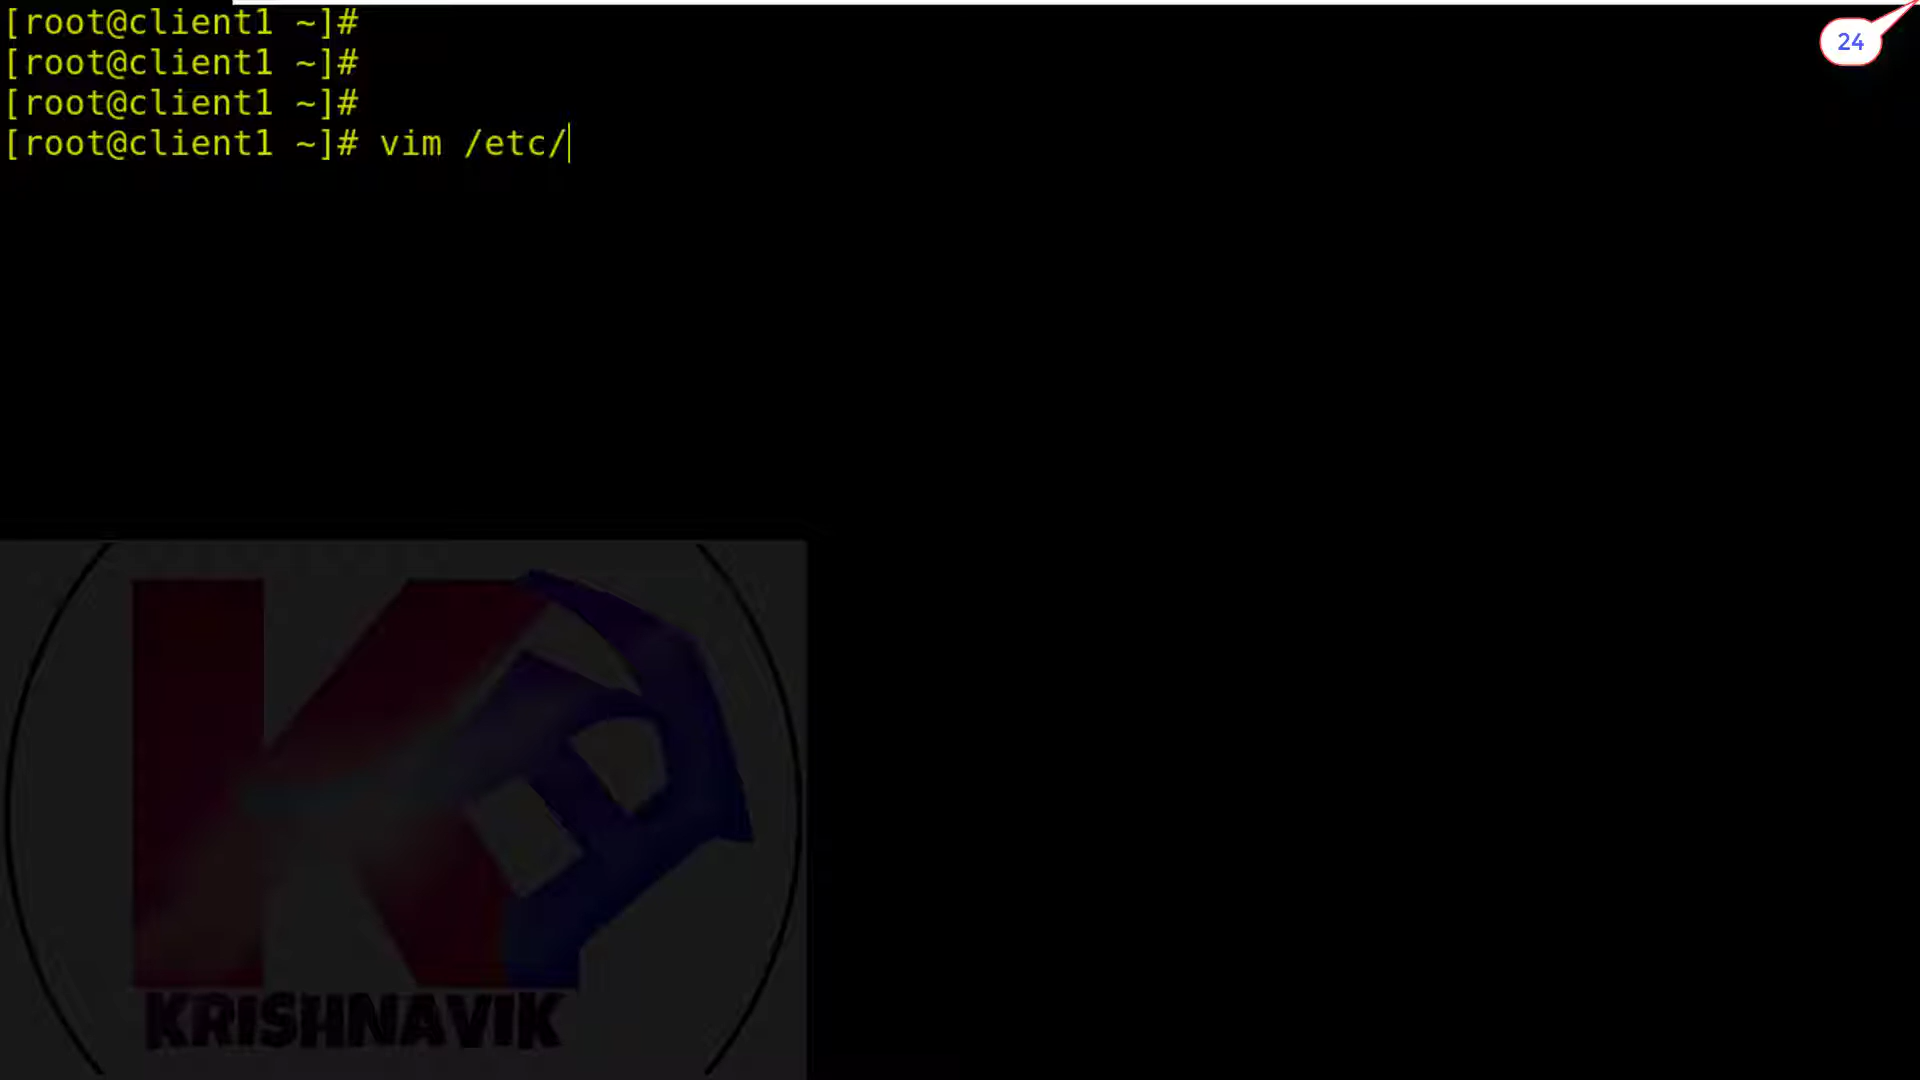 [root@client1 ~]#
[root@client1 ~]#
[root@client1 ~]#
[root@client1 ~]# vim /etc/
24
KRISHNAVIK